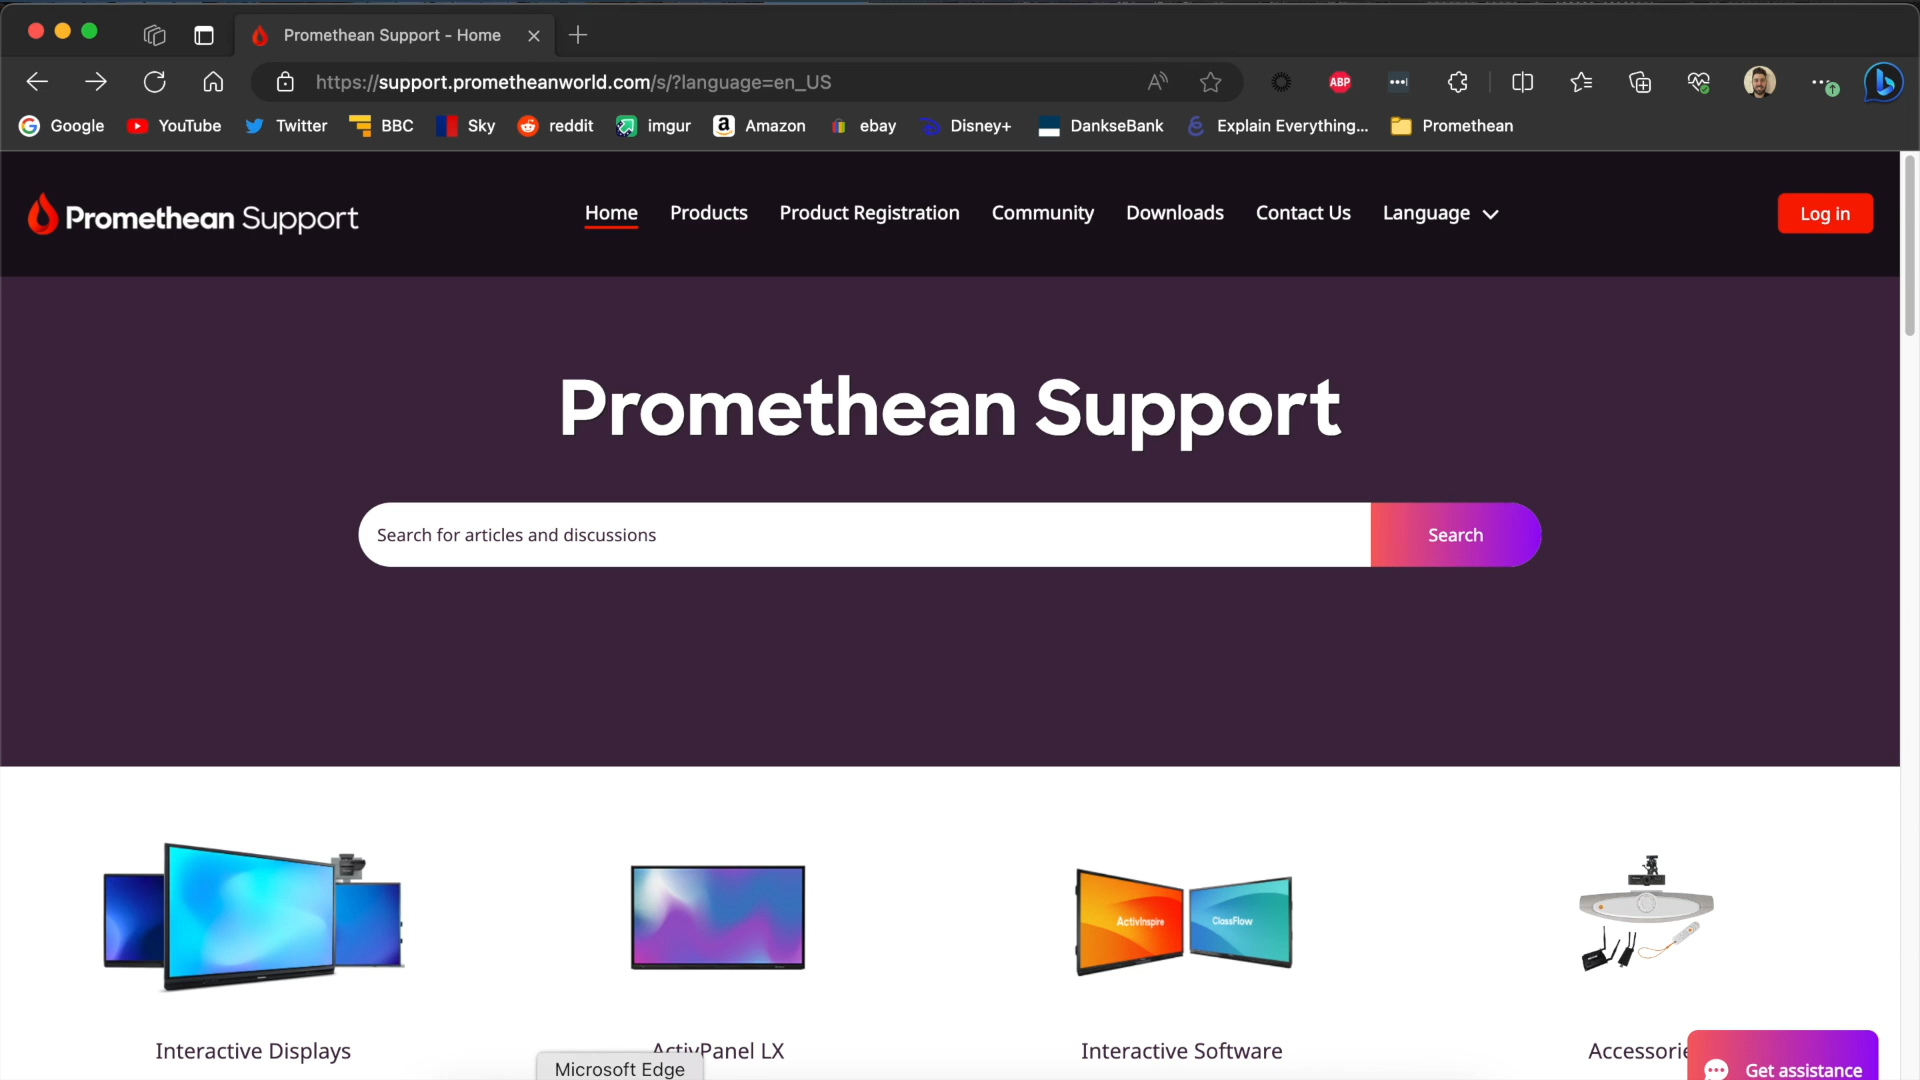 Promethean Support - Home
https://support.prometheanworld.com/s/?language=en_US
ABP
Google YouTube Twitter BBC Sky reddit imgur Amazon ebay Disney+ DankseBank Explain Everything... Promethean
Promethean Support
Home Products Product Registration Community Downloads Contact Us Language
Log in
Promethean Support
Search for articles and discussions
Search
ActivInspire
ClassFlow
Interactive Displays
ActivPanel LX
Interactive Software
Accessorie
Microsoft Edge
Get assistance